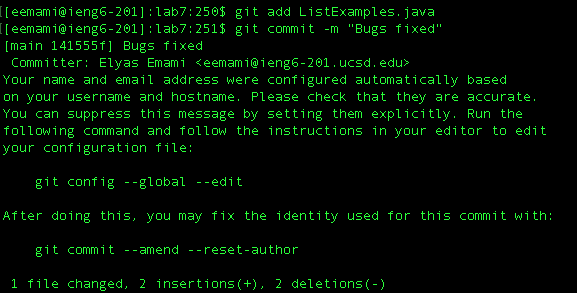 [[eemami@ieng6-201]:lab7:250$ git add ListExamples.java
[[eemami@ieng6-201]:lab7:251$ git commit -m "Bugs fixed"
[main 141555f] Bugs fixed
 Committer: Elyas Emami <eemami@ieng6-201.ucsd.edu>
Your name and email address were configured automatically based
on your username and hostname. Please check that they are accurate.
You can suppress this message by setting them explicitly. Run the
following command and follow the instructions in your editor to edit
your configuration file:

    git config --global --edit

After doing this, you may fix the identity used for this commit with:

    git commit --amend --reset-author

 1 file changed, 2 insertions(+), 2 deletions(-)